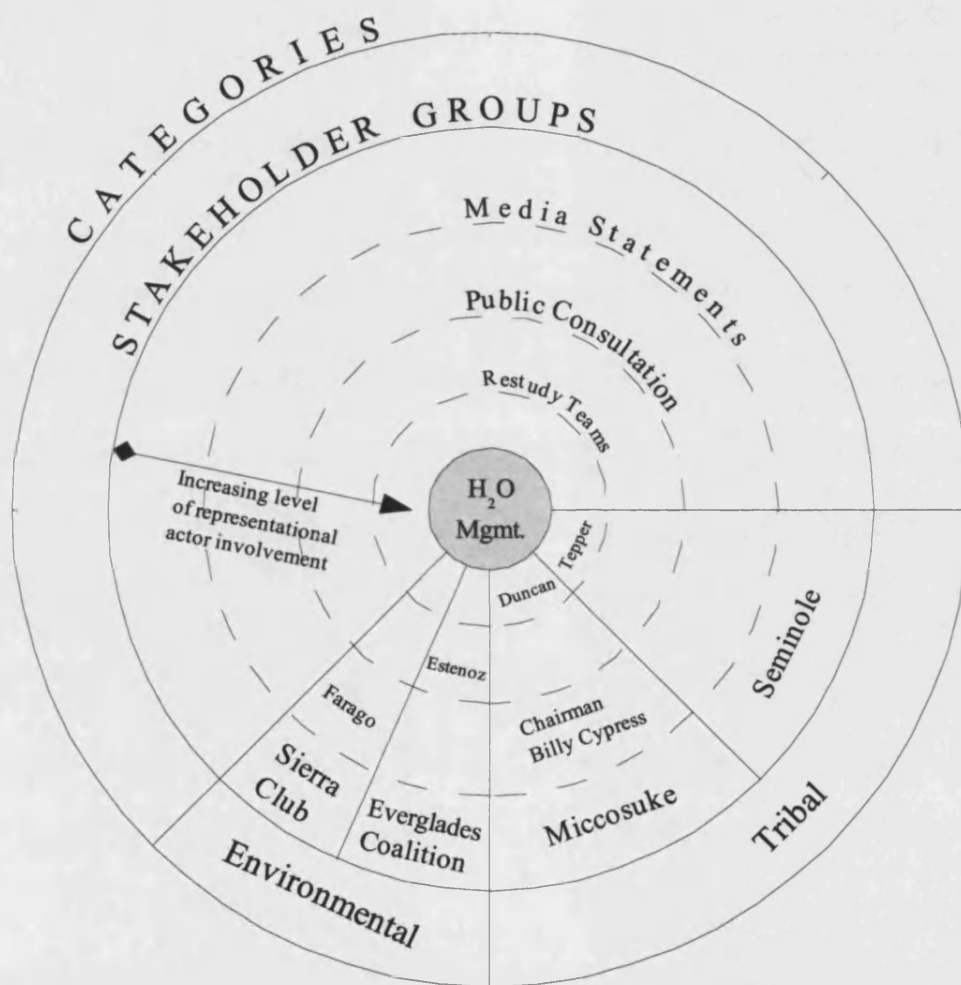 CATEGORIES
STAKEHOLDER GROUPS
Media Statements
Public Consultation
Restudy Teams
H₂O
Mgmt.
Increasing level
of representational
actor involvement
Tepper
Duncan
Estenoz
Farago
Chairman
Billy Cypress
Seminole
Sierra
Club
Everglades
Coalition
Miccosuke
Tribal
Environmental